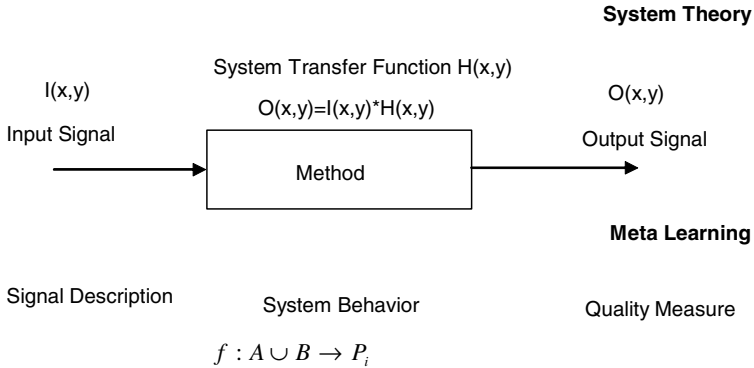 System Theory
System Transfer Function H(x,y)
I(x,y)
O(x,y)
O(x,y)=I(x,y)*H(x,y)
Input Signal
Output Signal
Method
Meta Learning
Signal Description
System Behavior
Quality Measure
f : A ∪ B → P_i